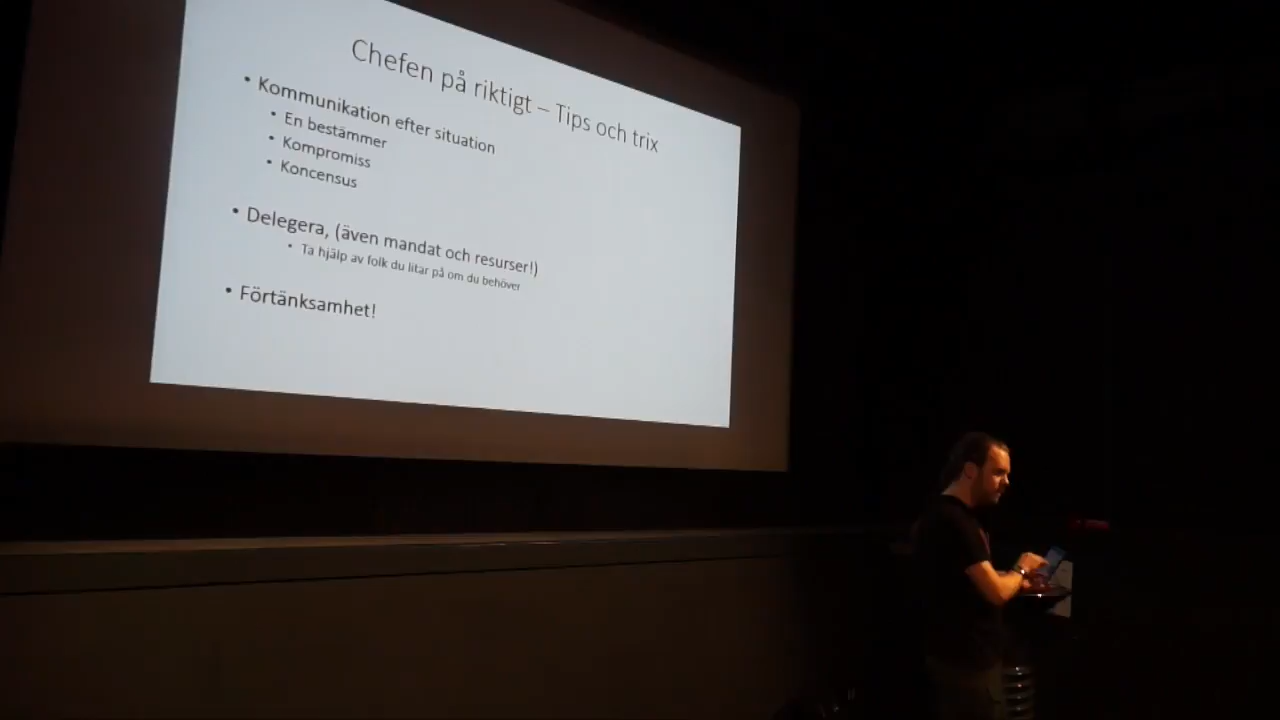 Chefen på riktigt – Tips och trix
• Kommunikation efter situation
• En bestämmer
• Kompromiss
• Koncensus
• Delegera, (även mandat och resurser!)
• Ta hjälp av folk du litar på om du behöver
• Förtänksamhet!